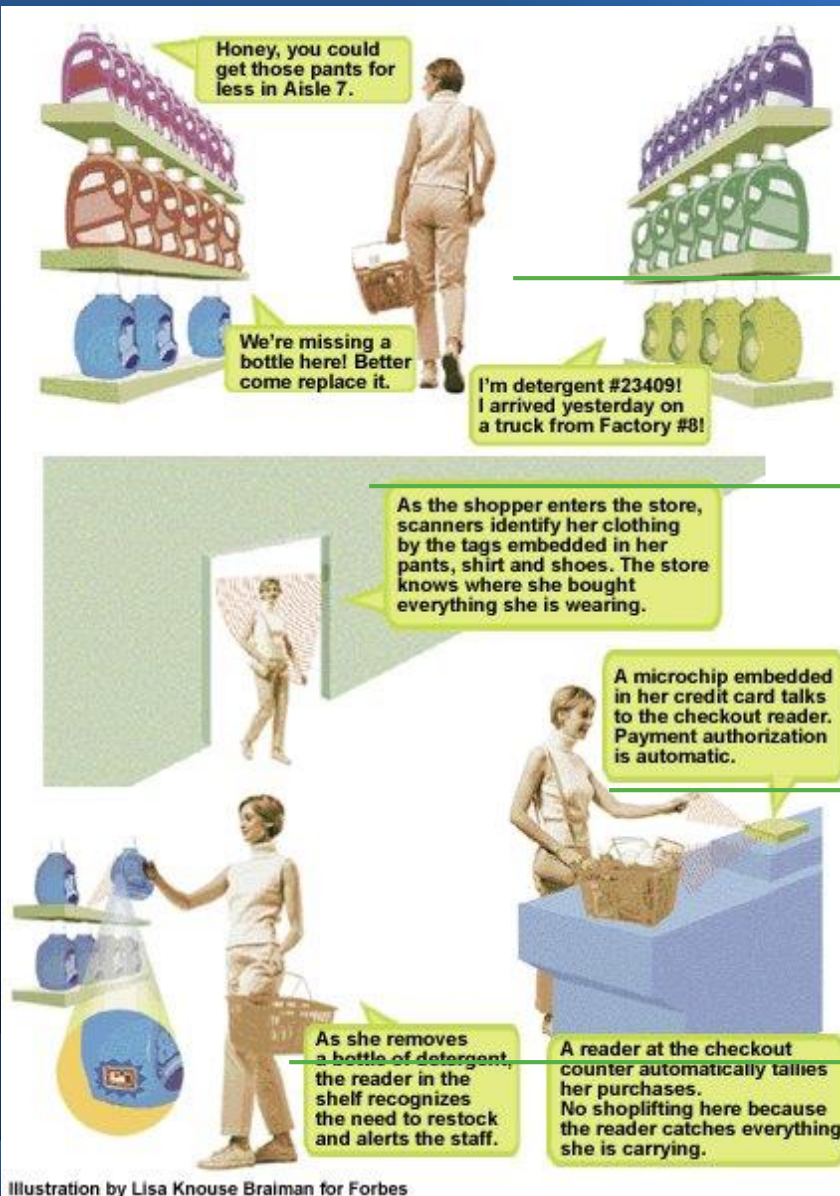 Honey, you could
get those pants for
less in Aisle 7.
We're missing a
bottle here! Better
come replace it.
I'm detergent #23409!
I arrived yesterday on
a truck from Factory #8!
As the shopper enters the store,
scanners identify her clothing
by the tags embedded in her
pants, shirt and shoes. The store
knows where she bought
everything she is wearing.
A microchip embedded
in her credit card talks
to the checkout reader.
Payment authorization
is automatic.
As she removes
a bottle of detergent,
the reader in the
shelf recognizes
the need to restock
and alerts the staff.
A reader at the checkout
counter automatically tallies
her purchases.
No shoplifting here because
the reader catches everything
she is carrying.
Illustration by Lisa Knouse Braiman for Forbes